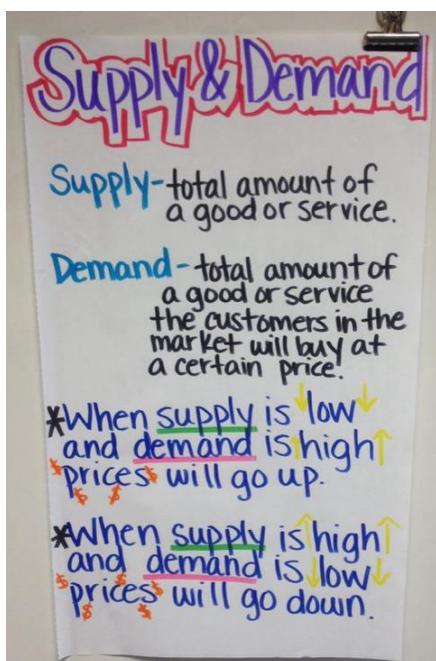 Supply & Demand
Supply-total amount of
a good or service.
Demand-total amount of
a good or service
the customers in the
market will buy at
a certain price!
*When supply is ↓low↓
and demand is↑high↑
$prices$ will go up.
$ $
*When supply is↑high↑
and demand is↓low↓
$prices$ will go down.
$ $